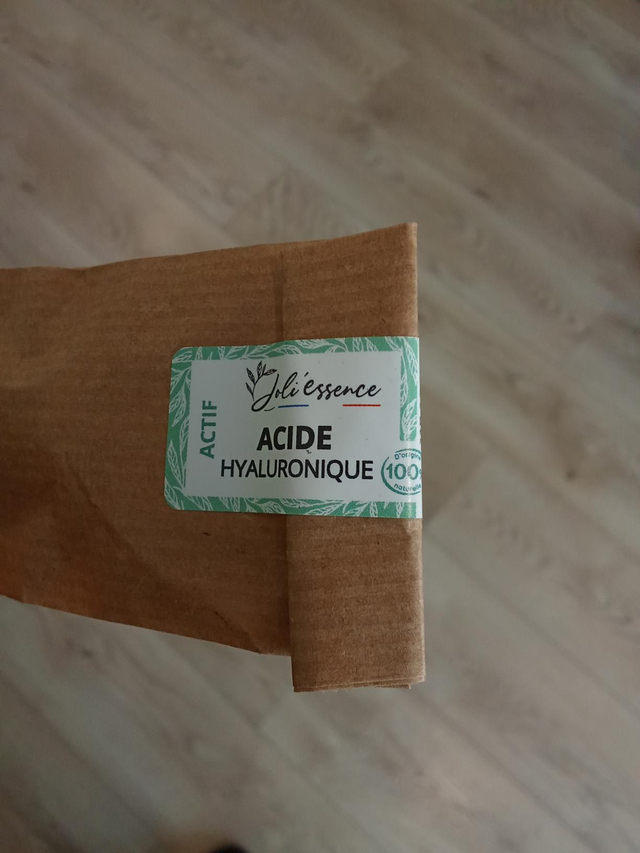 Joli'essence
ACTIF
ACIDE
HYALURONIQUE
D'origine
100%
naturelle